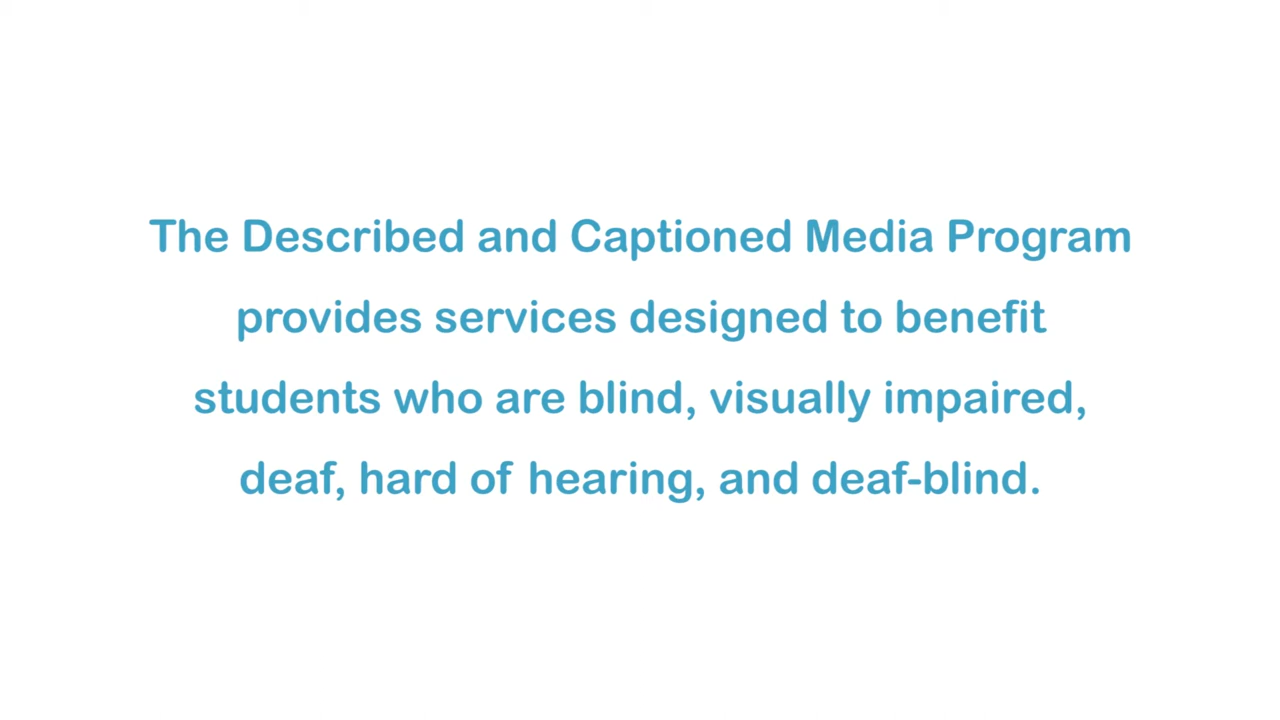 The Described and Captioned Media Program
provides services designed to benefit
students who are blind, visually impaired,
deaf, hard of hearing, and deaf-blind.